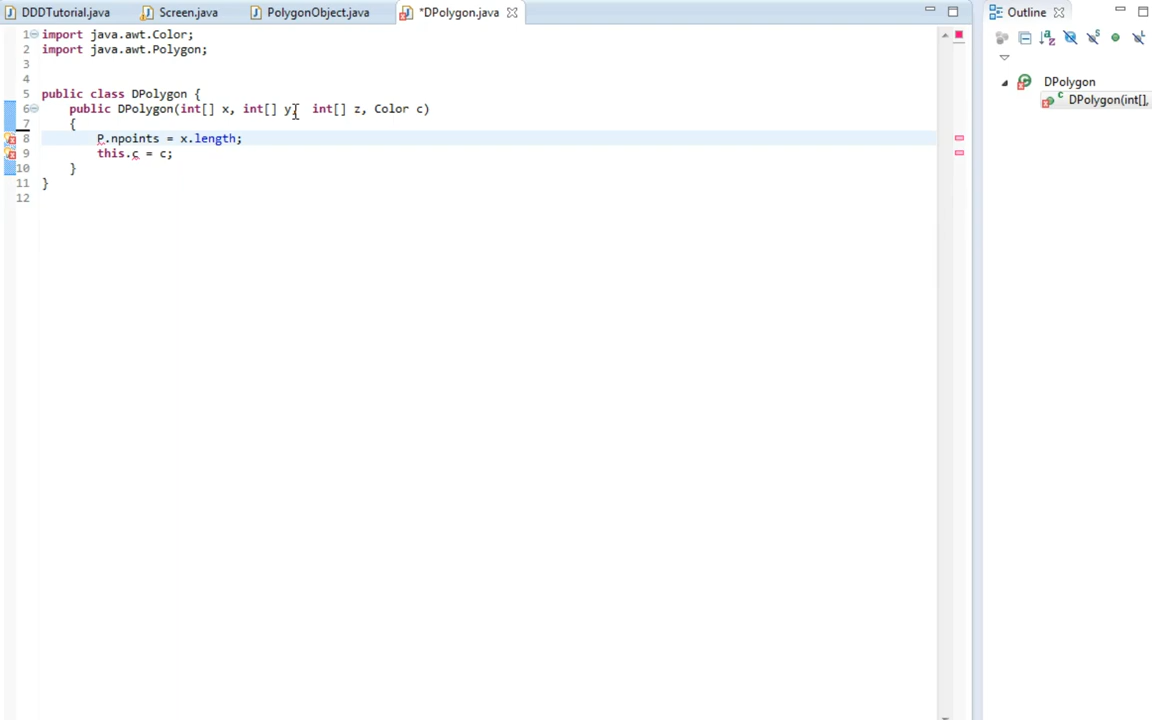 DDDTutorial.java Screen.java PolygonObject.java *DPolygon.java Outline
1 import java.awt.Color;
2 import java.awt.Polygon;
3
4
5 public class DPolygon {
6 public DPolygon(int[] x, int[] y, int[] z, Color c)
7 {
8 P.npoints = x.length;
9 this.c = c;
10 }
11 }
12
DPolygon
DPolygon(int[],